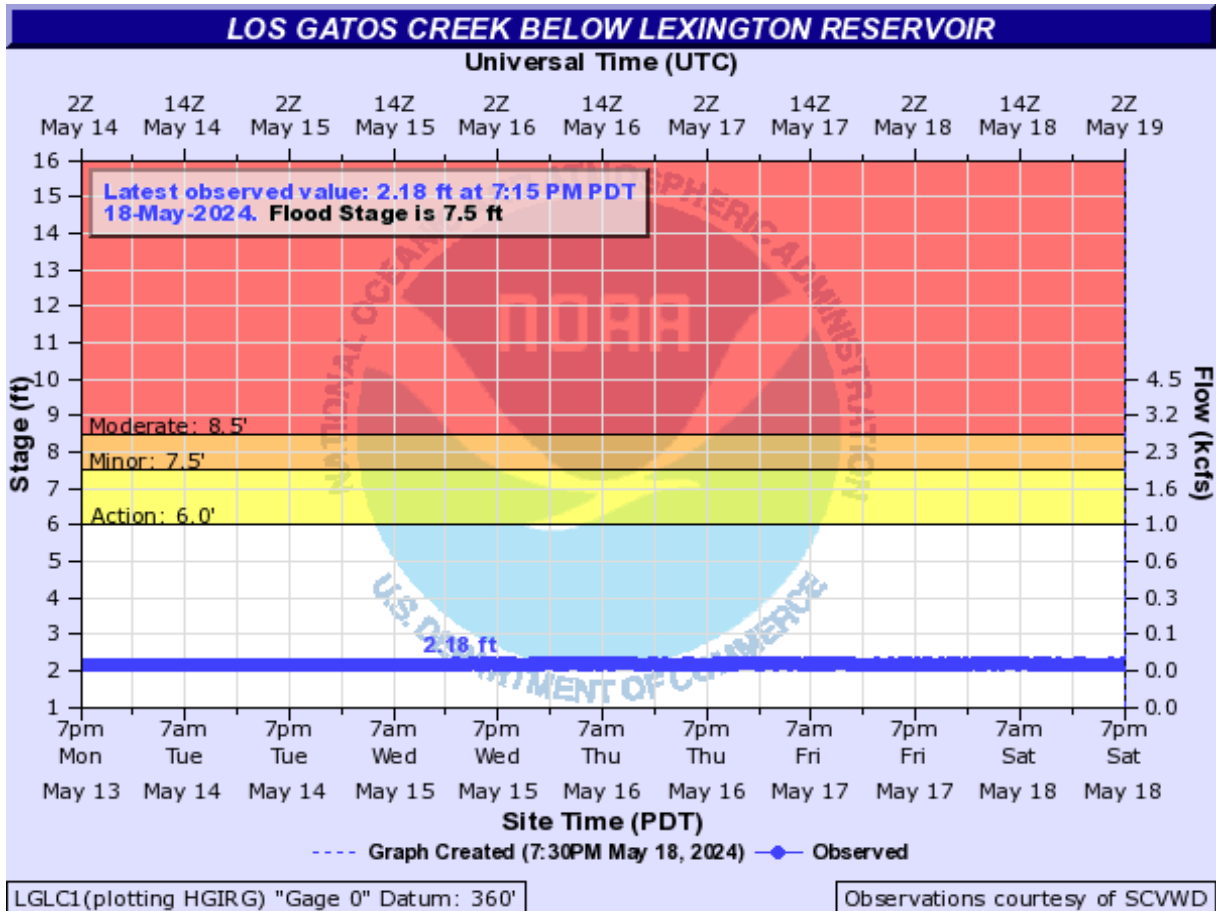 LOS GATOS CREEK BELOW LEXINGTON RESERVOIR
Universal Time (UTC)
2Z 14Z 2Z 14Z 2Z 14Z 2Z 14Z 2Z 14Z 2Z
May 14 May 14 May 15 May 15 May 16 May 16 May 17 May 17 May 18 May 18 May 19
Latest observed value: 2.18 ft at 7:15 PM PDT
18-May-2024. Flood Stage is 7.5 ft
NATIONAL OCEANIC AND ATMOSPHERIC ADMINISTRATION
NOAA
U.S. DEPARTMENT OF COMMERCE
Stage (ft)
16
15
14
13
12
11
10
9
8
7
6
5
4
3
2
1
Moderate: 8.5'
Minor: 7.5'
Action: 6.0'
2.18 ft
Flow (kcfs)
4.5
3.2
2.3
1.6
1.0
0.6
0.3
0.1
0.0
0.0
7pm 7am 7pm 7am 7pm 7am 7pm 7am 7pm 7am 7pm
Mon Tue Tue Wed Wed Thu Thu Fri Fri Sat Sat
May 13 May 14 May 14 May 15 May 15 May 16 May 16 May 17 May 17 May 18 May 18
Site Time (PDT)
Graph Created (7:30PM May 18, 2024) Observed
LGLC1(plotting HGIRG) "Gage 0" Datum: 360'
Observations courtesy of SCVWD